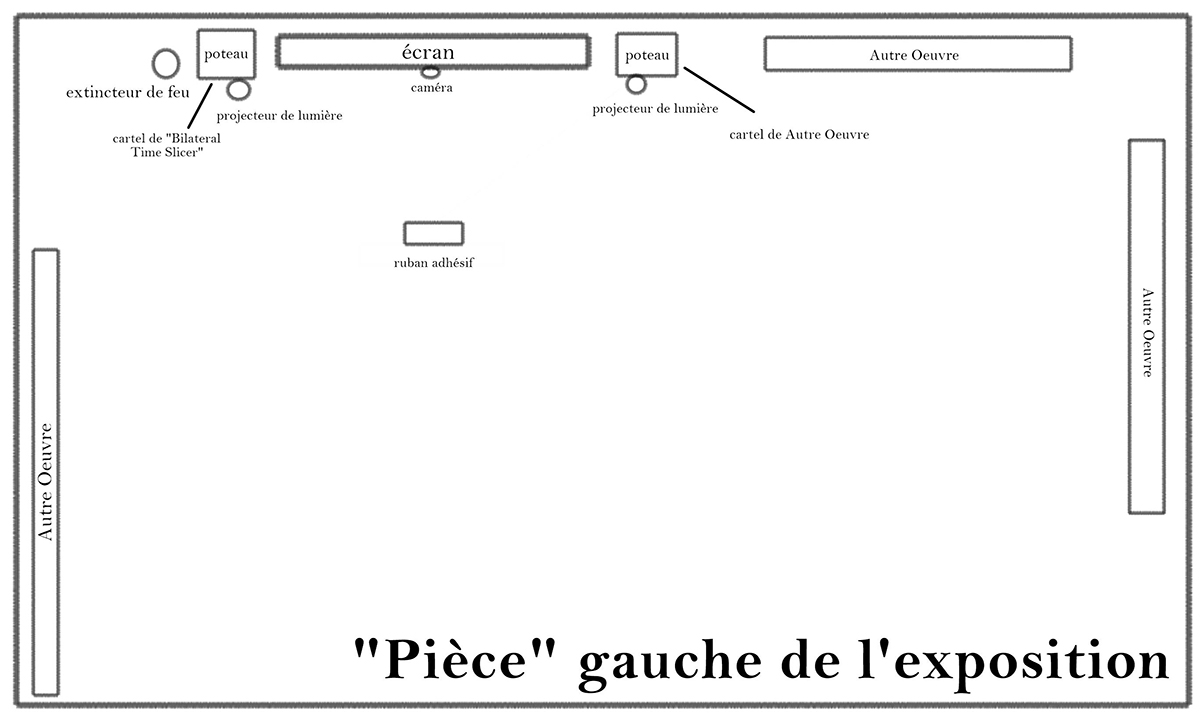 poteau
écran
poteau
Autre Oeuvre
extincteur de feu
caméra
projecteur de lumière
projecteur de lumière
cartel de "Bilateral
Time Slicer"
cartel de Autre Oeuvre
ruban adhésif
Autre Oeuvre
Autre Oeuvre
"Pièce" gauche de l'exposition